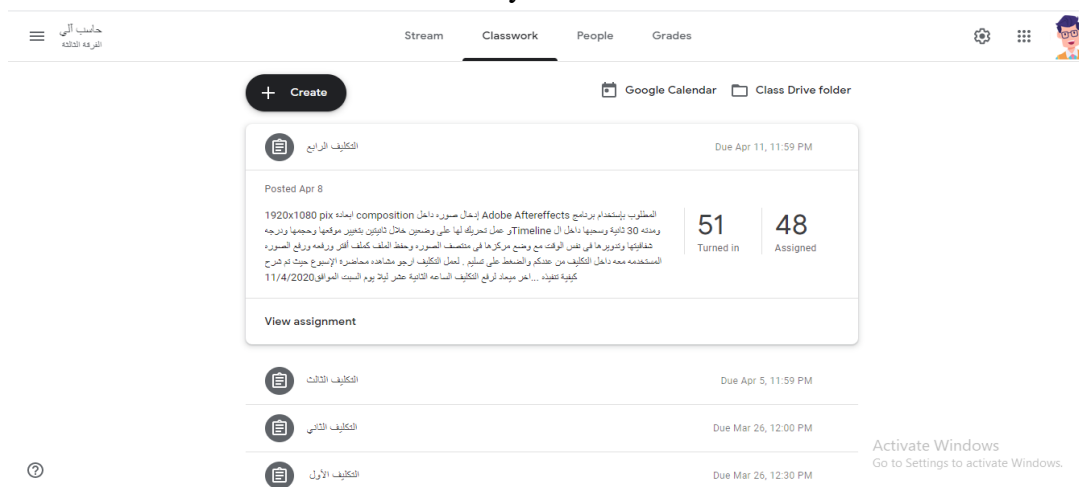 حاسب آلي
الفرقه الثالثة
Stream Classwork People Grades
Create
Google Calendar Class Drive folder
التكليف الرابع
Due Apr 11, 11:59 PM
Posted Apr 8
المطلوب بإستخدام برنامج Adobe Aftereffects إدخال صوره داخل composition ابعاده 1920x1080 pix
ومدته 30 ثانية وسحبها داخل ال Timeline و عمل تحريك لها على وضعين خلال ثانيتين بتغيير موقعها وحجمها ودرجه
شفافيتها وتدويرها في نفس الوقت مع وضع مركزها في منتصف الصوره وحفظ الملف كملف أفتر ورفعه ورفع الصوره
المستخدمه معه داخل التكليف من عندكم والضغط على تسليم . لعمل التكليف ارجو مشاهده محاضرة الإسبوع حيث تم شرح
كيفية تنفيذه ...اخر ميعاد لرفع التكليف الساعه الثانية عشر ليلا يوم السبت الموافق11/4/2020
51
Turned in
48
Assigned
View assignment
التكليف الثالث
Due Apr 5, 11:59 PM
التكليف الثاني
Due Mar 26, 12:00 PM
التكليف الأول
Due Mar 26, 12:30 PM
Activate Windows
Go to Settings to activate Windows.